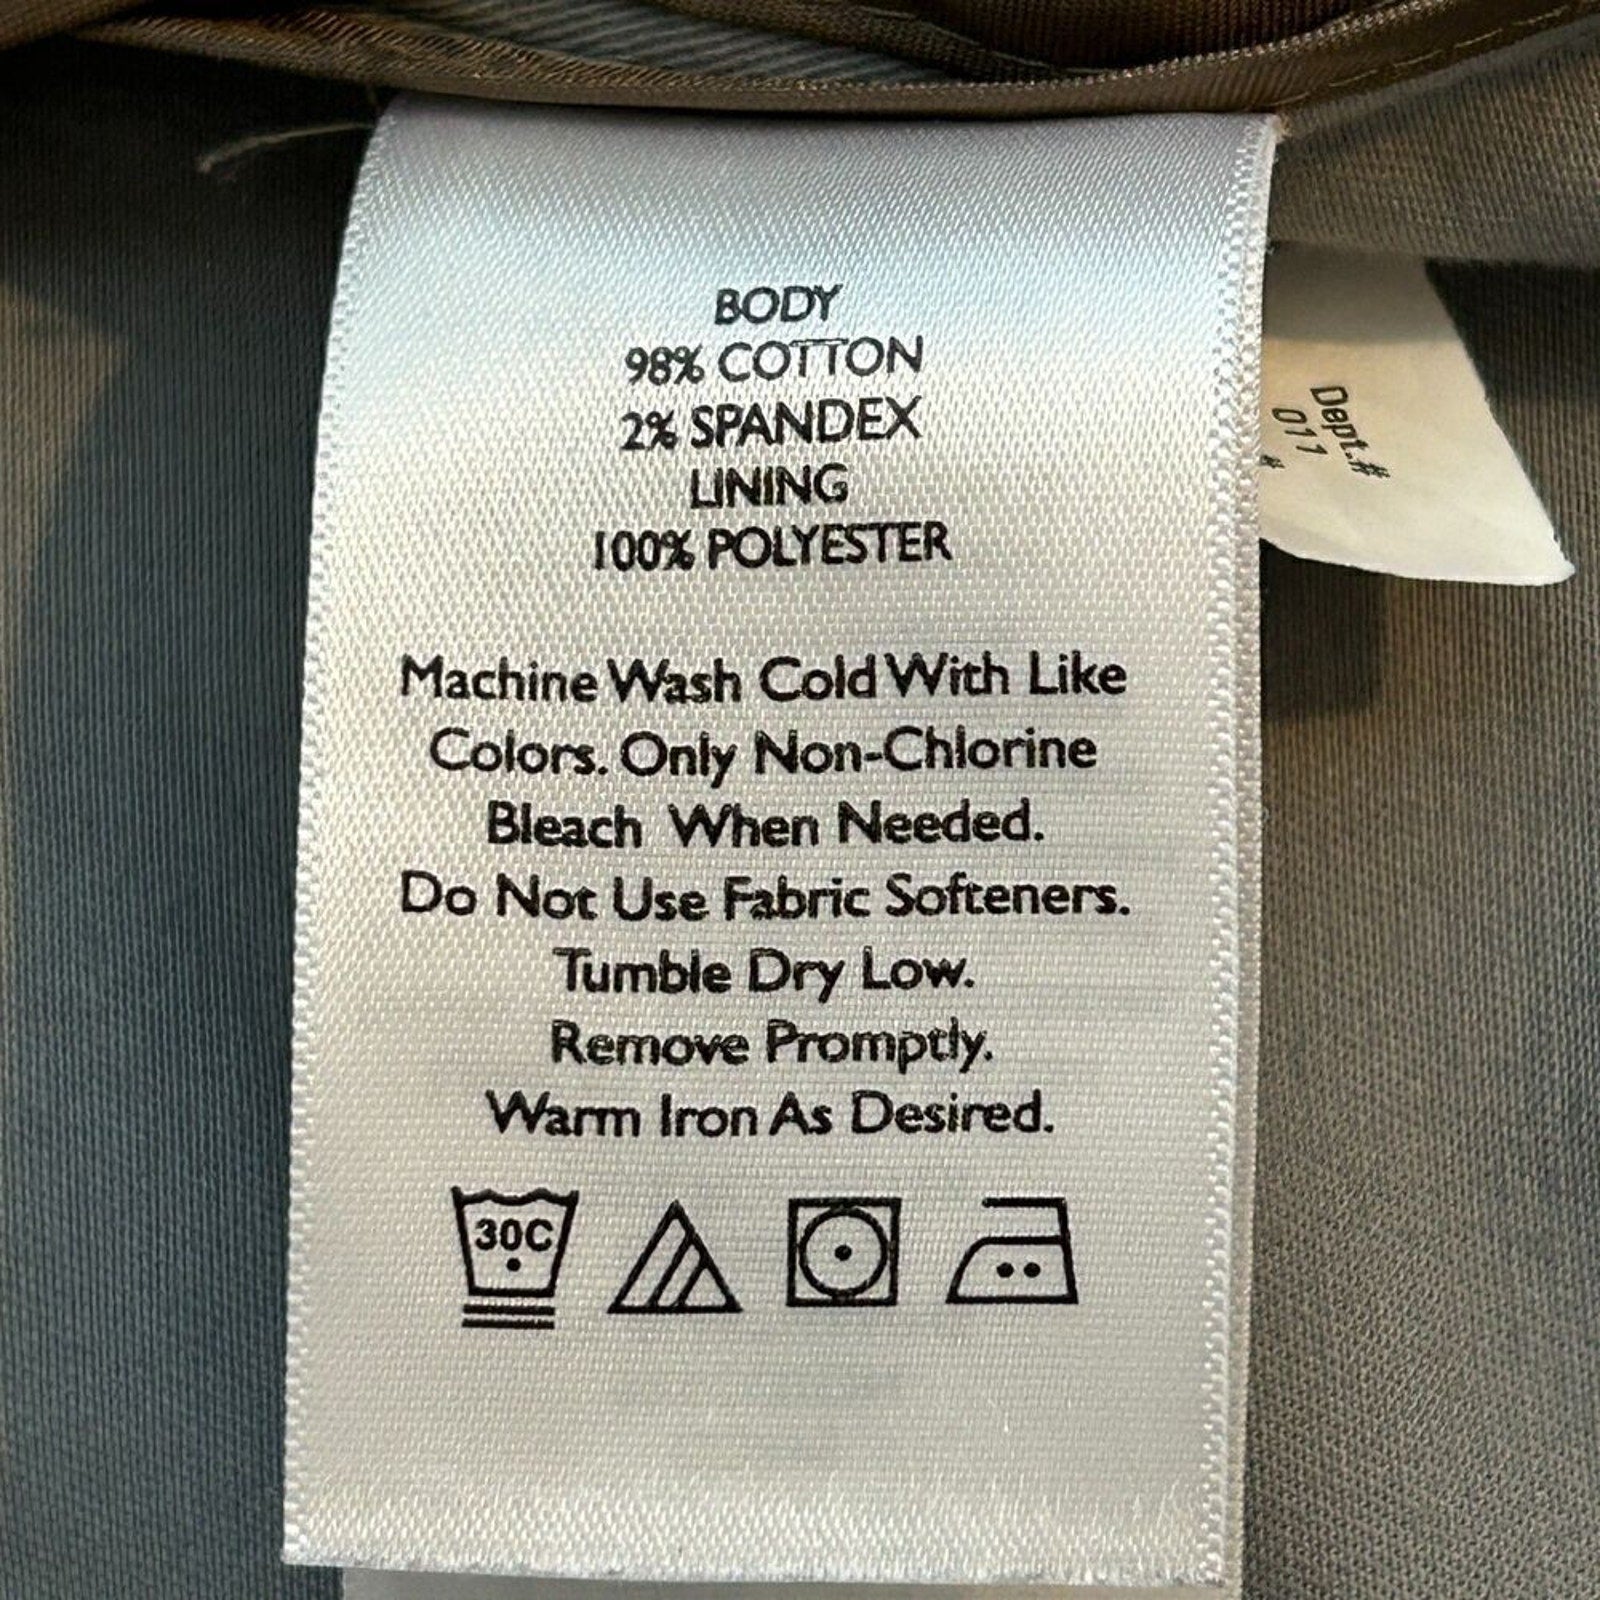 BODY
98% COTTON
2% SPANDEX
LINING
100% POLYESTER
Machine Wash Cold With Like
Colors. Only Non-Chlorine
Bleach When Needed.
Do Not Use Fabric Softeners.
Tumble Dry Low.
Remove Promptly.
Warm Iron As Desired.
30C
Dept.#
011
#